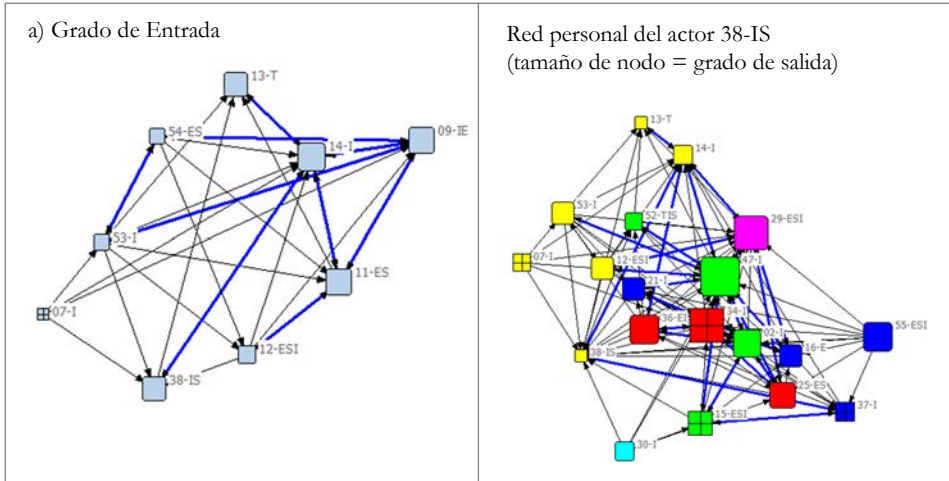 a) Grado de Entrada
13-T
54-ES
14-I
09-IE
53-I
11-ES
07-I
12-ESI
38-IS
Red personal del actor 38-IS
(tamaño de nodo = grado de salida)
13-T
14-I
53-I
52-TIS
29-ESI
07-I
12-ESI
47-I
21-I
36-EI
34-I
02-I
55-ESI
38-IS
16-E
25-ES
37-I
15-ESI
30-I